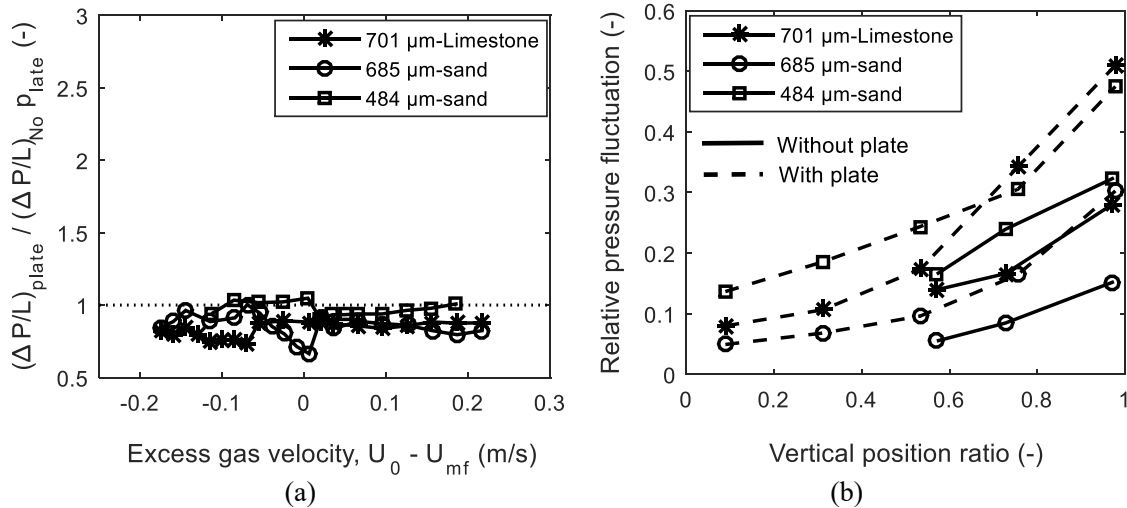 (Δ P/L)plate / (Δ P/L)No plate (-)
3
2.5
2
1.5
1
0.5
-0.2
-0.1
0
0.1
0.2
0.3
701 μm-Limestone
685 μm-sand
484 μm-sand
Excess gas velocity, U0 - Umf (m/s)
(a)
Relative pressure fluctuation (-)
0.6
0.5
0.4
0.3
0.2
0.1
0
0
0.2
0.4
0.6
0.8
1
701 μm-Limestone
685 μm-sand
484 μm-sand
Without plate
With plate
Vertical position ratio (-)
(b)